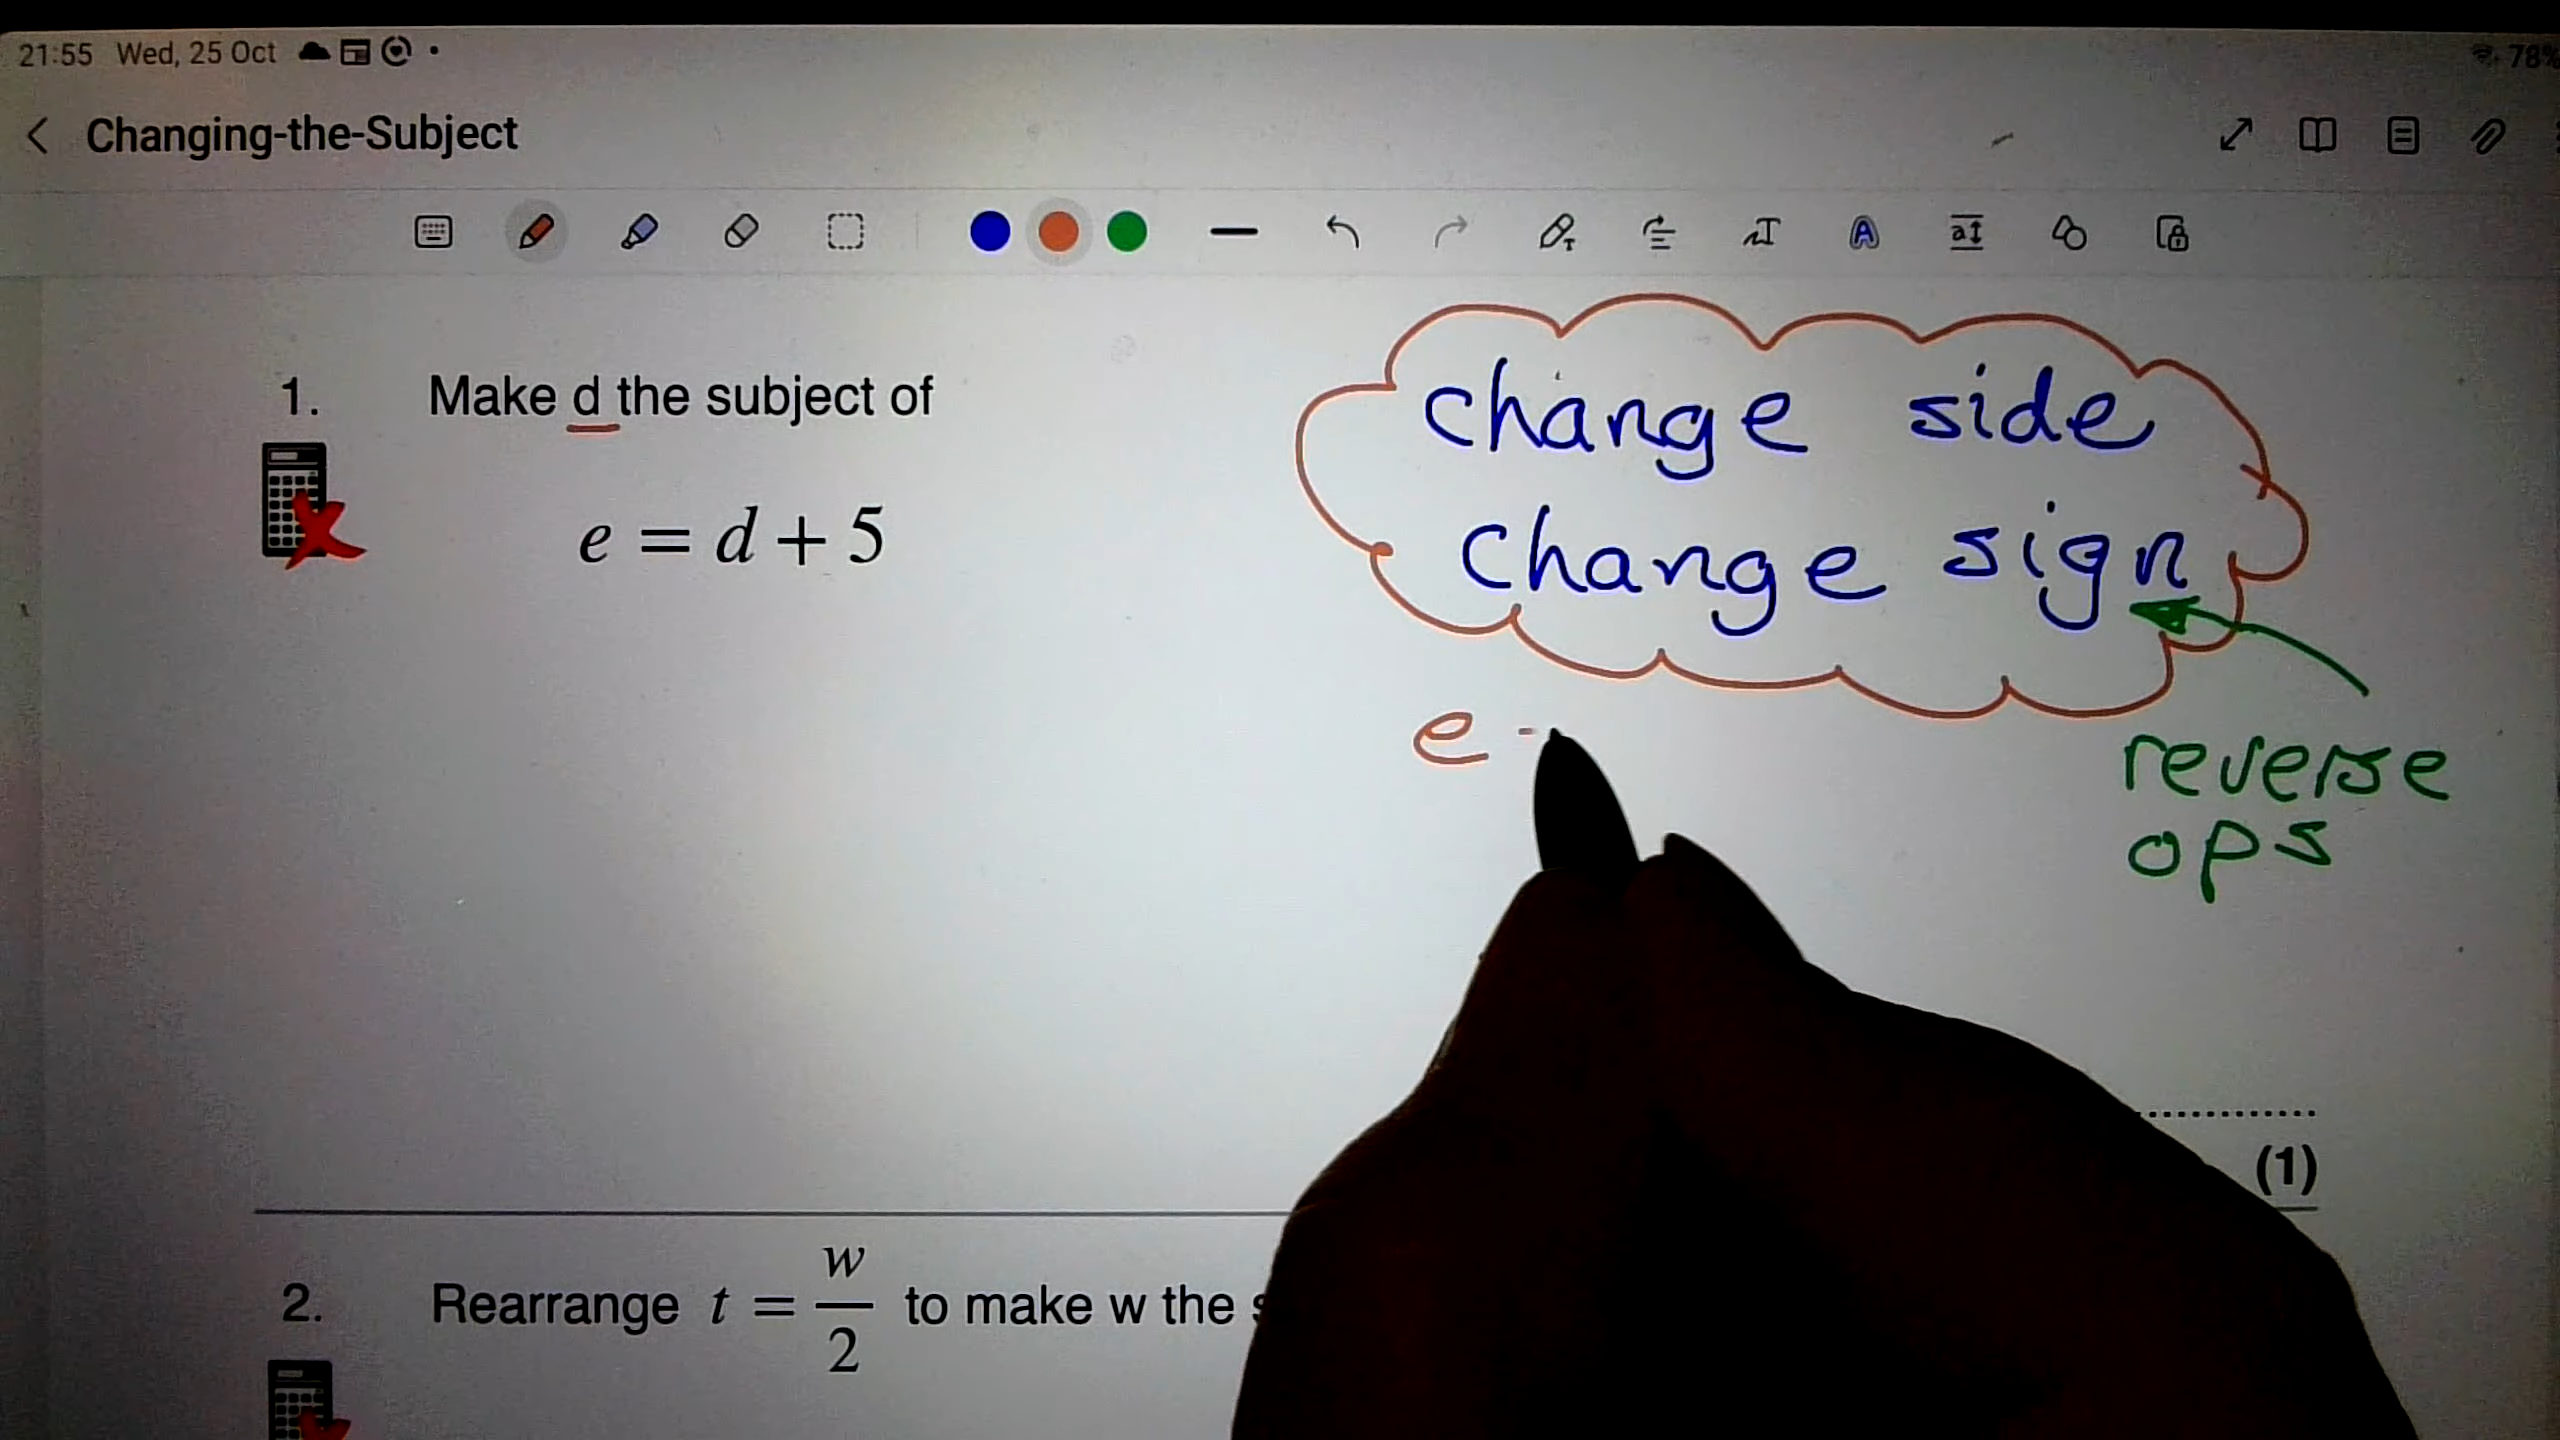 21:55 Wed, 25 Oct
78%
Changing-the-Subject
1. Make d the subject of
e = d + 5
change side
change sign
e -
reverse
ops
(1)
2. Rearrange t = w/2 to make w the